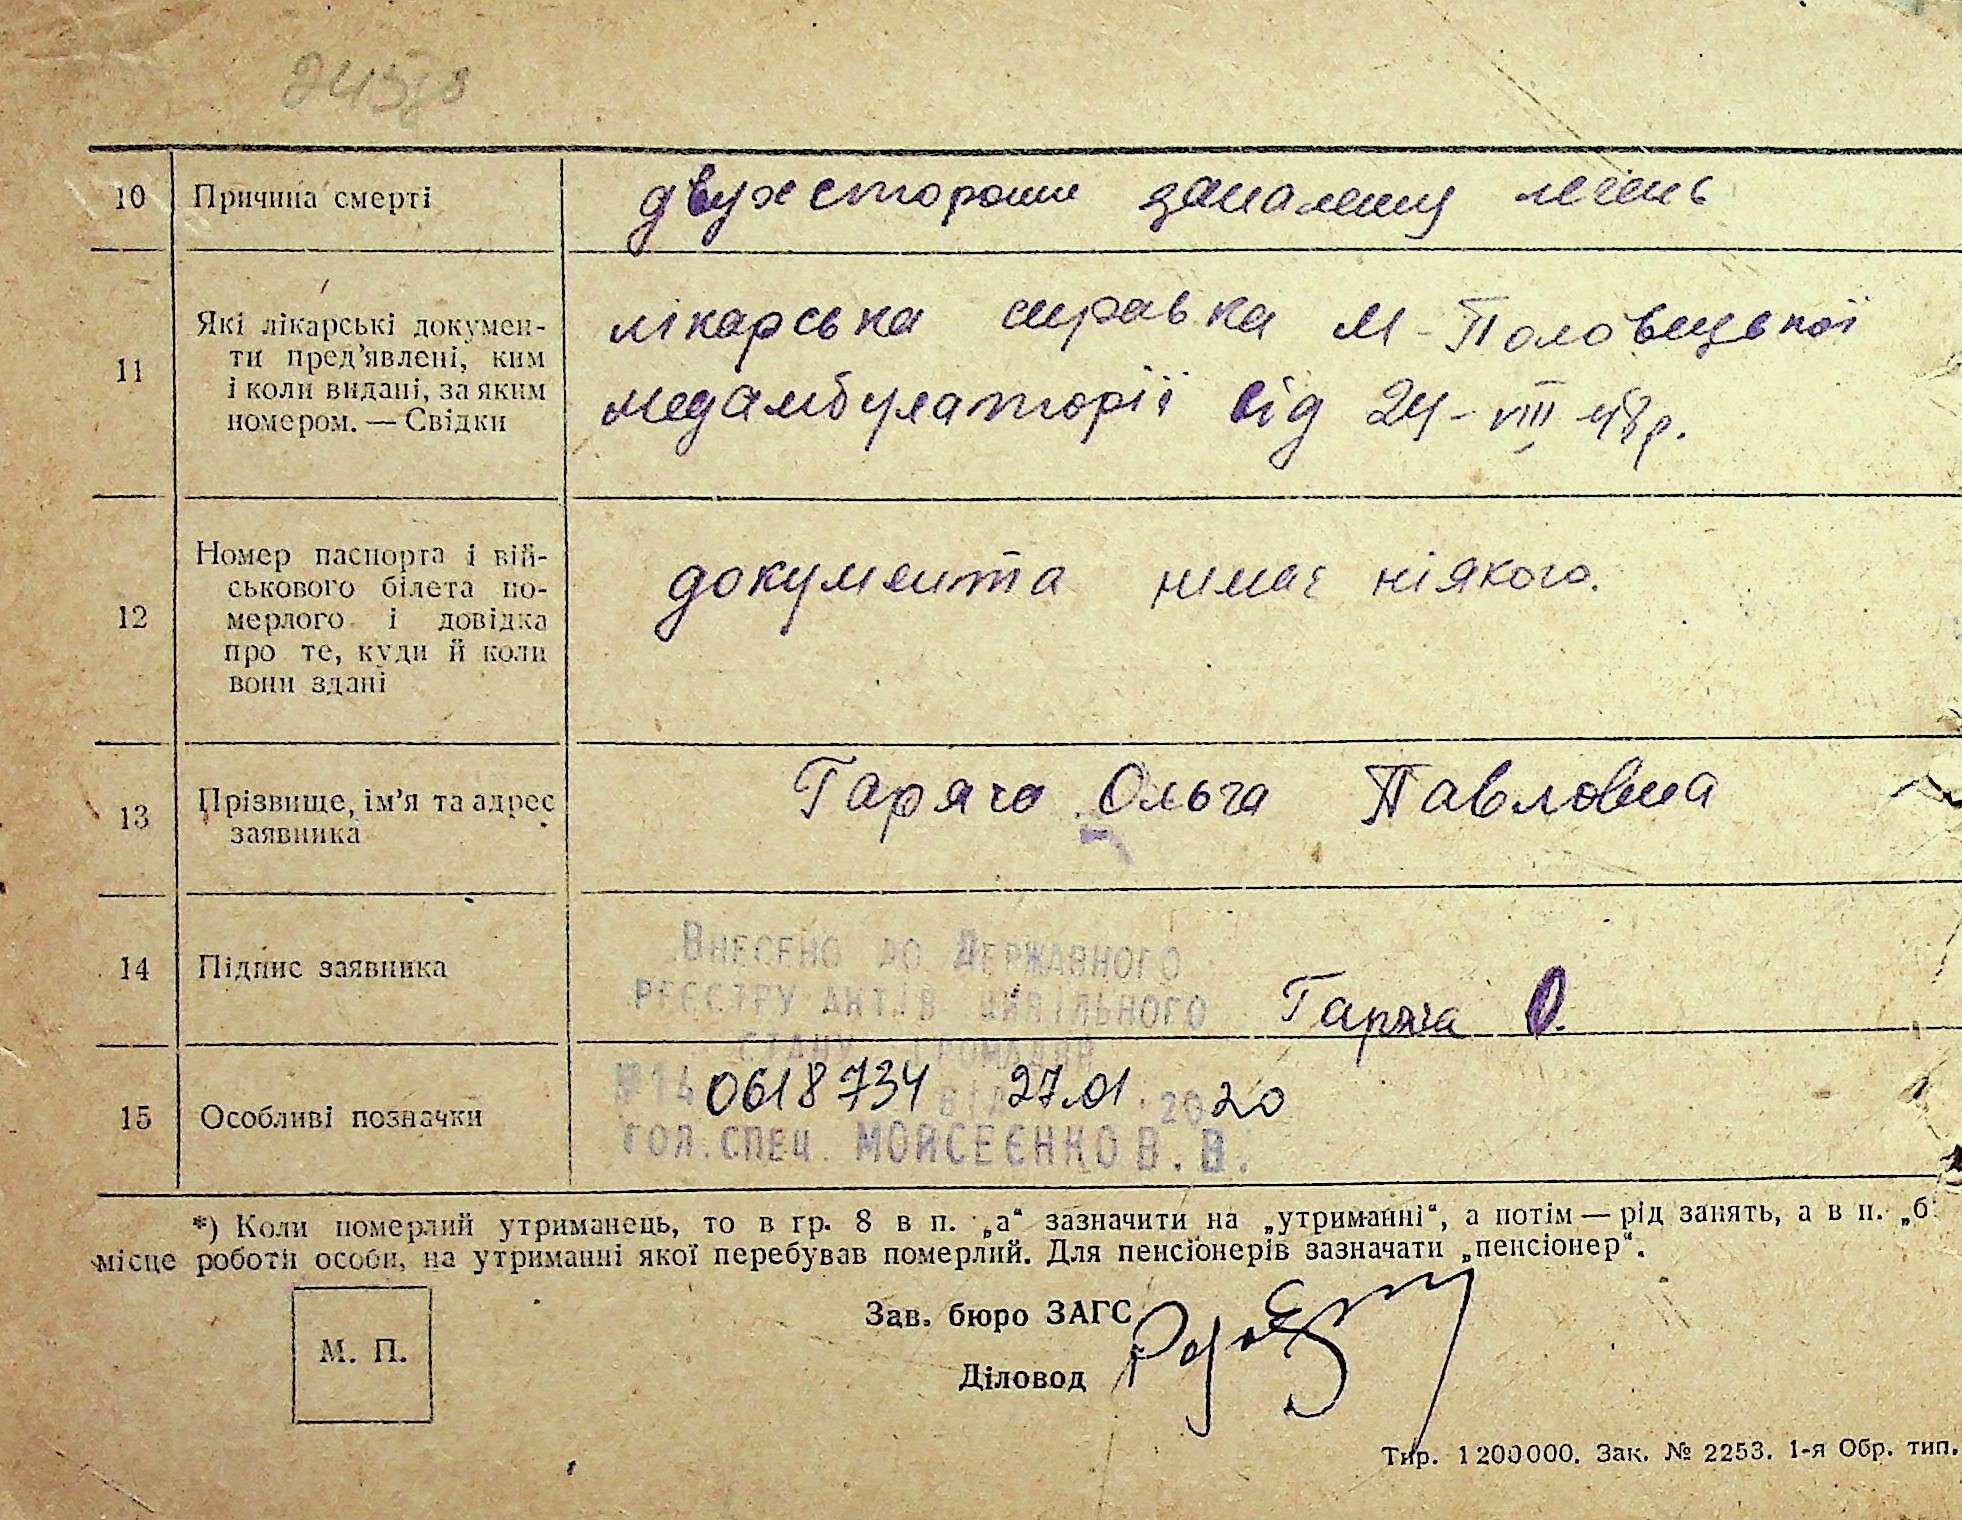 10 Причина смерті двухсторонн запалення легень
11 Які лікарські докумен-
ти пред'явлені, ким
і коли видані, за яким
номером. — Свідки
лікарська справка М-Половецької
медамбулаторії від 24-VIII 48р.
12 Номер паспорта і вій-
ськового білета по-
мерлого і довідка
про те, куди й коли
вони здані
документа немає ніякого.
13 Прізвище, ім'я та адрес
заявника
Гаряча Ольга Павловна
14 Підпис заявника
Внесено до Державного
реєстру актів цивільного
стану громадян
Гаряча О.
15 Особливі позначки
№14 0618734 від 27.01.2020
гол. спец. Мойсеєнко В. В.
*) Коли померлий утриманець, то в гр. 8 в п. „а“ зазначити на „утриманні“, а потім — рід занять, а в п. „б
місце роботи особи, на утриманні якої перебував померлий. Для пенсіонерів зазначати „пенсіонер“.
Зав. бюро ЗАГС
М. П.
Діловод
Тир. 1200000. Зак. № 2253. 1-я Обр. тип.